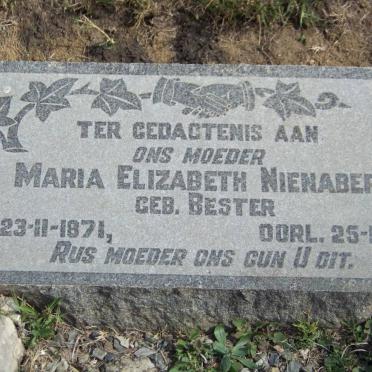 TER GEDACTENIS AAN
ONS MOEDER
MARIA ELIZABETH NIENABER
GEB. BESTER
23-11-1871, OORL. 25-1
RUS MOEDER ONS GUN U DIT.